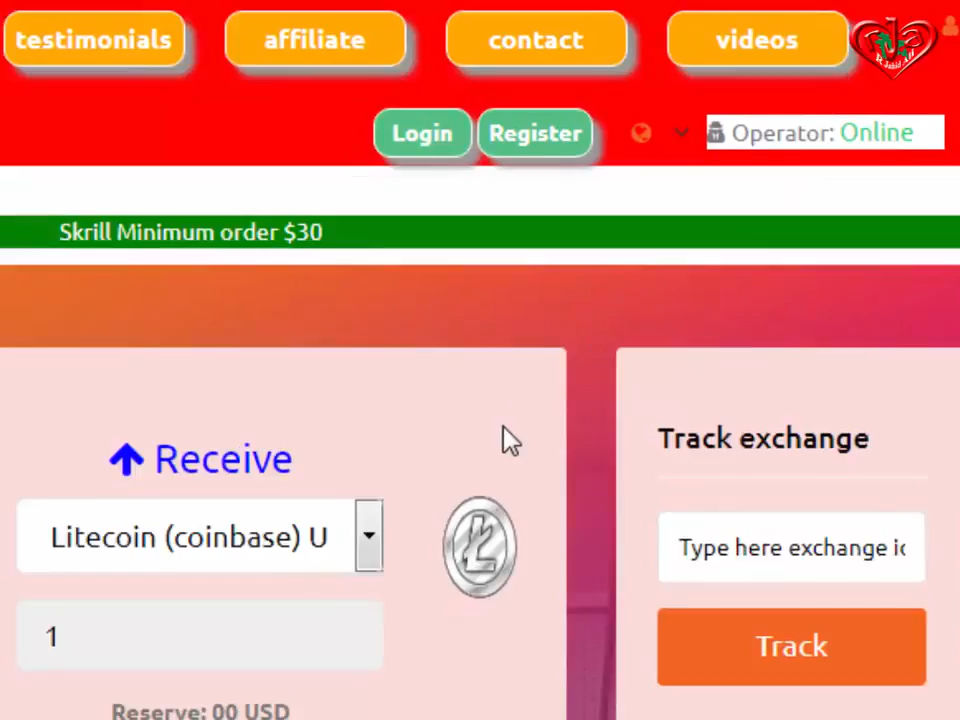 testimonials
affiliate
contact
videos
Login
Register
Operator: Online
Skrill Minimum order $30
Receive
Litecoin (coinbase) U
1
Reserve: 00 USD
Track exchange
Type here exchange
Track